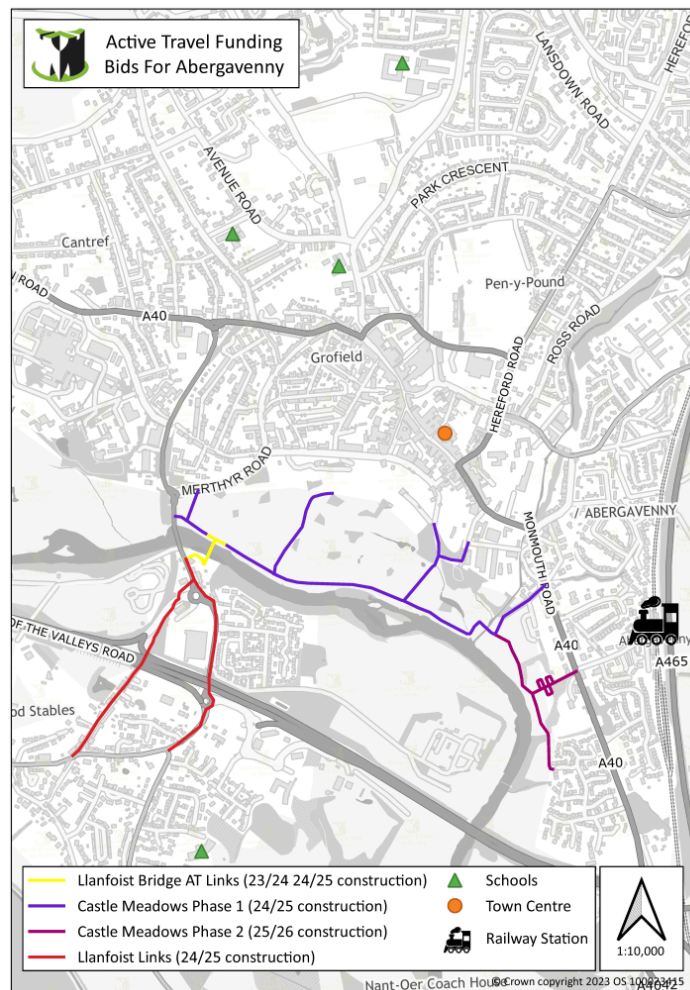 Active Travel Funding
Bids For Abergavenny
HEREFORD
LANSDOWN ROAD
AVENUE ROAD
PARK CRESCENT
Cantref
Pen-y-Pound
ROAD
A40
ROSS ROAD
Grofield
HEREFORD ROAD
MERTHYR ROAD
/ ABERGAVENNY
MONMOUTH ROAD
OF THE VALLEYS ROAD
A40
A465
od Stables
A40
Llanfoist Bridge AT Links (23/24 24/25 construction)
Castle Meadows Phase 1 (24/25 construction)
Castle Meadows Phase 2 (25/26 construction)
Llanfoist Links (24/25 construction)
Schools
Town Centre
Railway Station
1:10,000
Nant-Oer Coach House
© Crown copyright 2023 OS 100023415
A4042